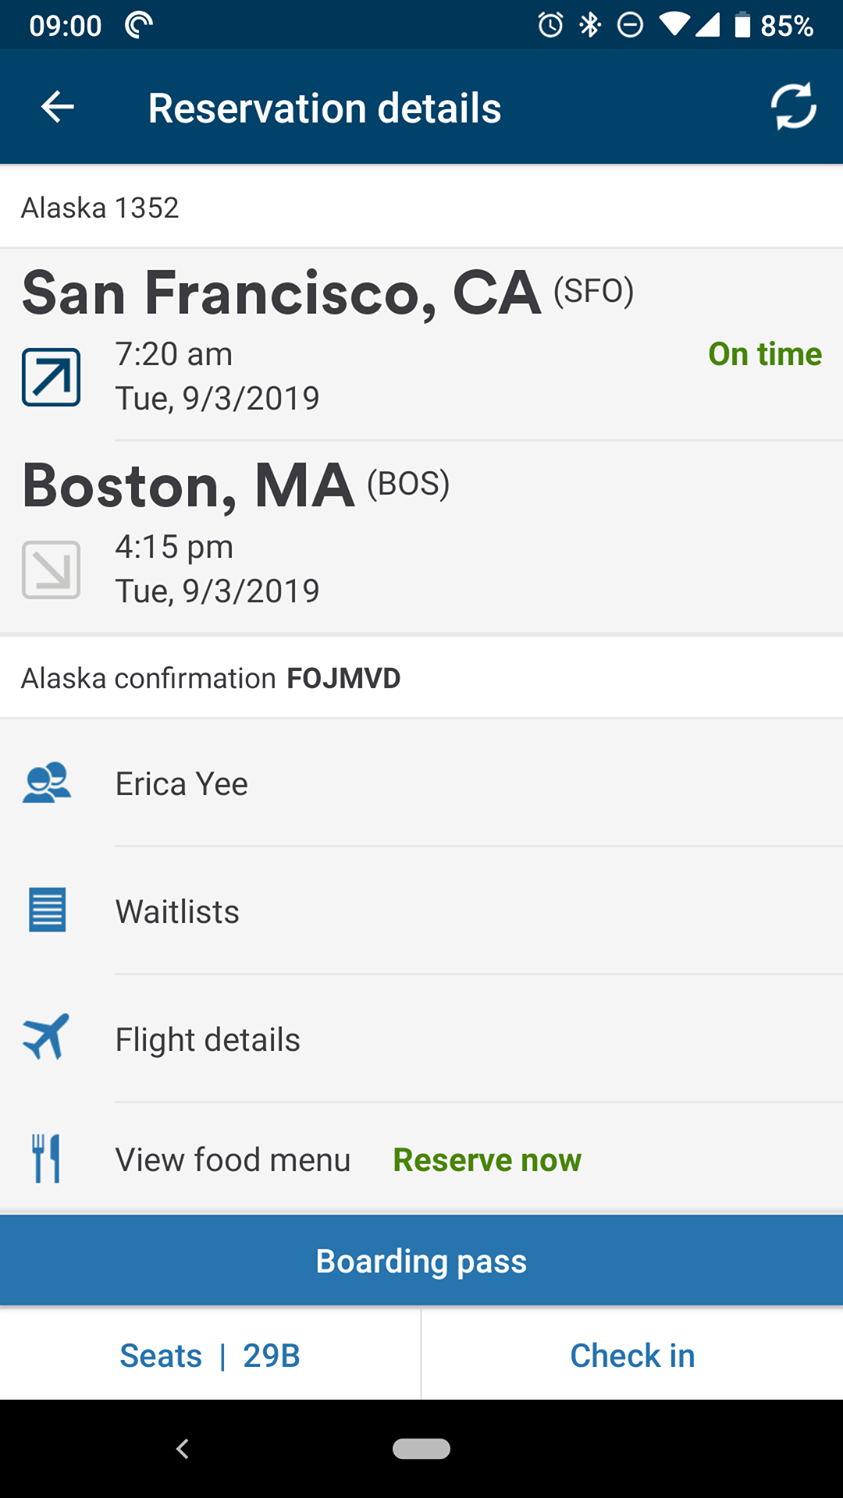 09:00 85%
Reservation details
Alaska 1352
San Francisco, CA (SFO)
7:20 am On time
Tue, 9/3/2019
Boston, MA (BOS)
4:15 pm
Tue, 9/3/2019
Alaska confirmation FOJMVD
Erica Yee
Waitlists
Flight details
View food menu Reserve now
Boarding pass
Seats | 29B Check in